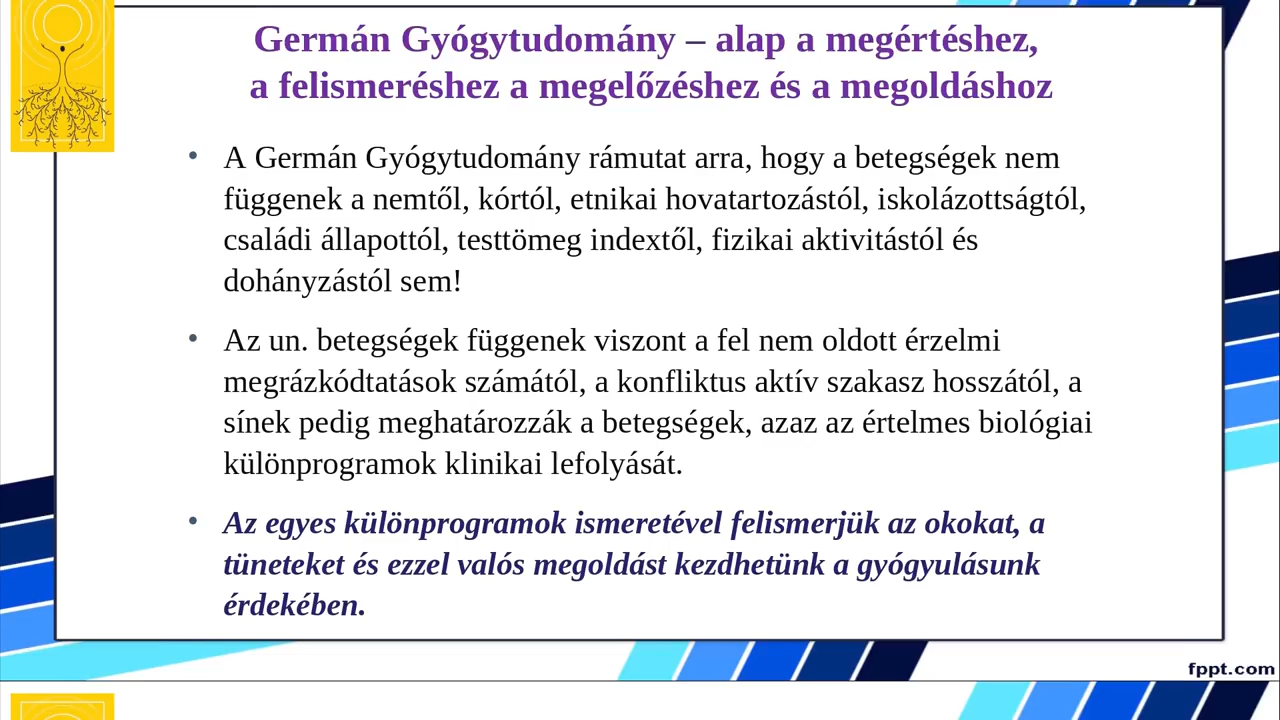 Germán Gyógytudomány – alap a megértéshez,
a felismeréshez a megelőzéshez és a megoldáshoz
• A Germán Gyógytudomány rámutat arra, hogy a betegségek nem
függenek a nemtől, kórtól, etnikai hovatartozástól, iskolázottságtól,
családi állapottól, testtömeg indextől, fizikai aktivitástól és
dohányzástól sem!
• Az un. betegségek függenek viszont a fel nem oldott érzelmi
megrázkódtatások számától, a konfliktus aktív szakasz hosszától, a
sínek pedig meghatározzák a betegségek, azaz az értelmes biológiai
különprogramok klinikai lefolyását.
• Az egyes különprogramok ismeretével felismerjük az okokat, a
tüneteket és ezzel valós megoldást kezdhetünk a gyógyulásunk
érdekében.
fppt.com